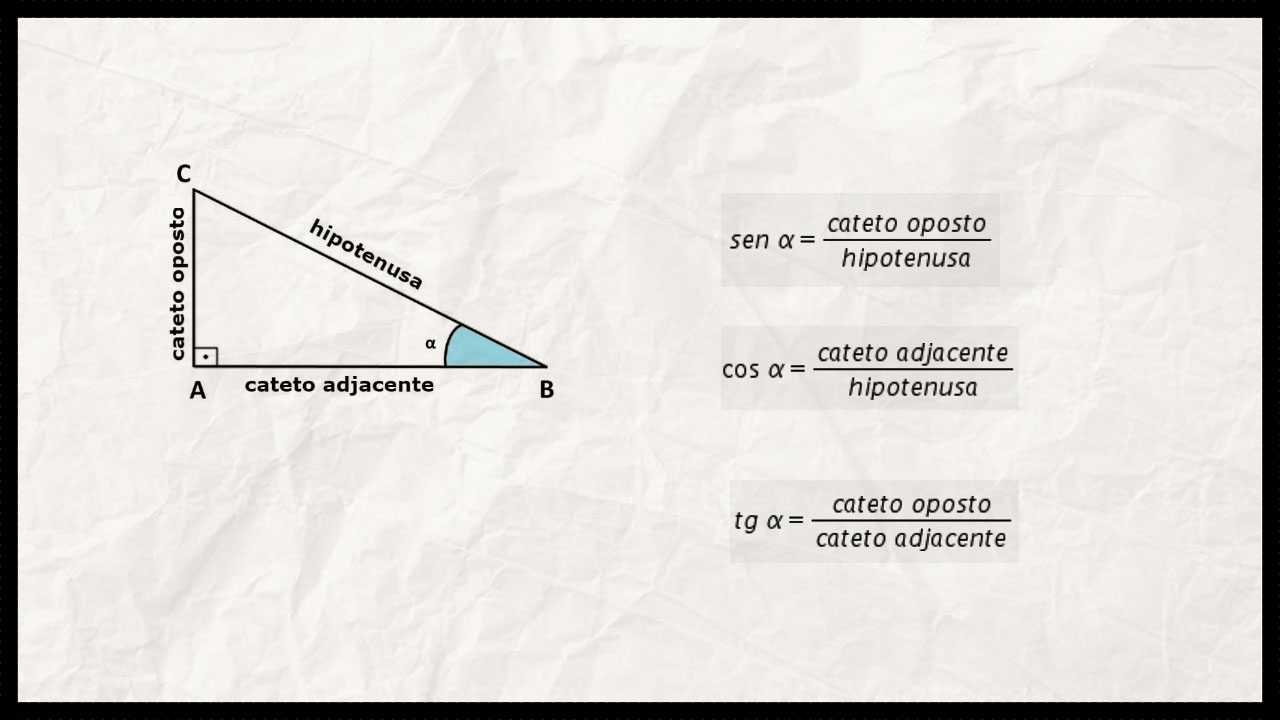 C
cateto oposto
hipotenusa
α
A
cateto adjacente
B
sen α = cateto oposto
hipotenusa
cos α = cateto adjacente
hipotenusa
tg α = cateto oposto
cateto adjacente